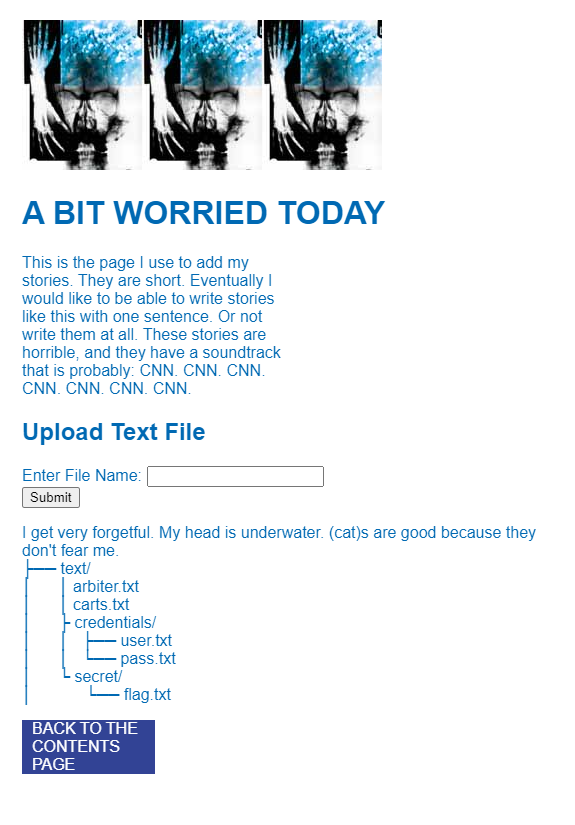 A BIT WORRIED TODAY
This is the page I use to add my
stories. They are short. Eventually I
would like to be able to write stories
like this with one sentence. Or not
write them at all. These stories are
horrible, and they have a soundtrack
that is probably: CNN. CNN. CNN.
CNN. CNN. CNN. CNN.
Upload Text File
Enter File Name:
Submit
I get very forgetful. My head is underwater. (cat)s are good because they
don't fear me.
├── text/
│ │ arbiter.txt
│ │ carts.txt
│ ├ credentials/
│ │ ├── user.txt
│ │ └── pass.txt
│ └ secret/
│ └── flag.txt
BACK TO THE
CONTENTS
PAGE